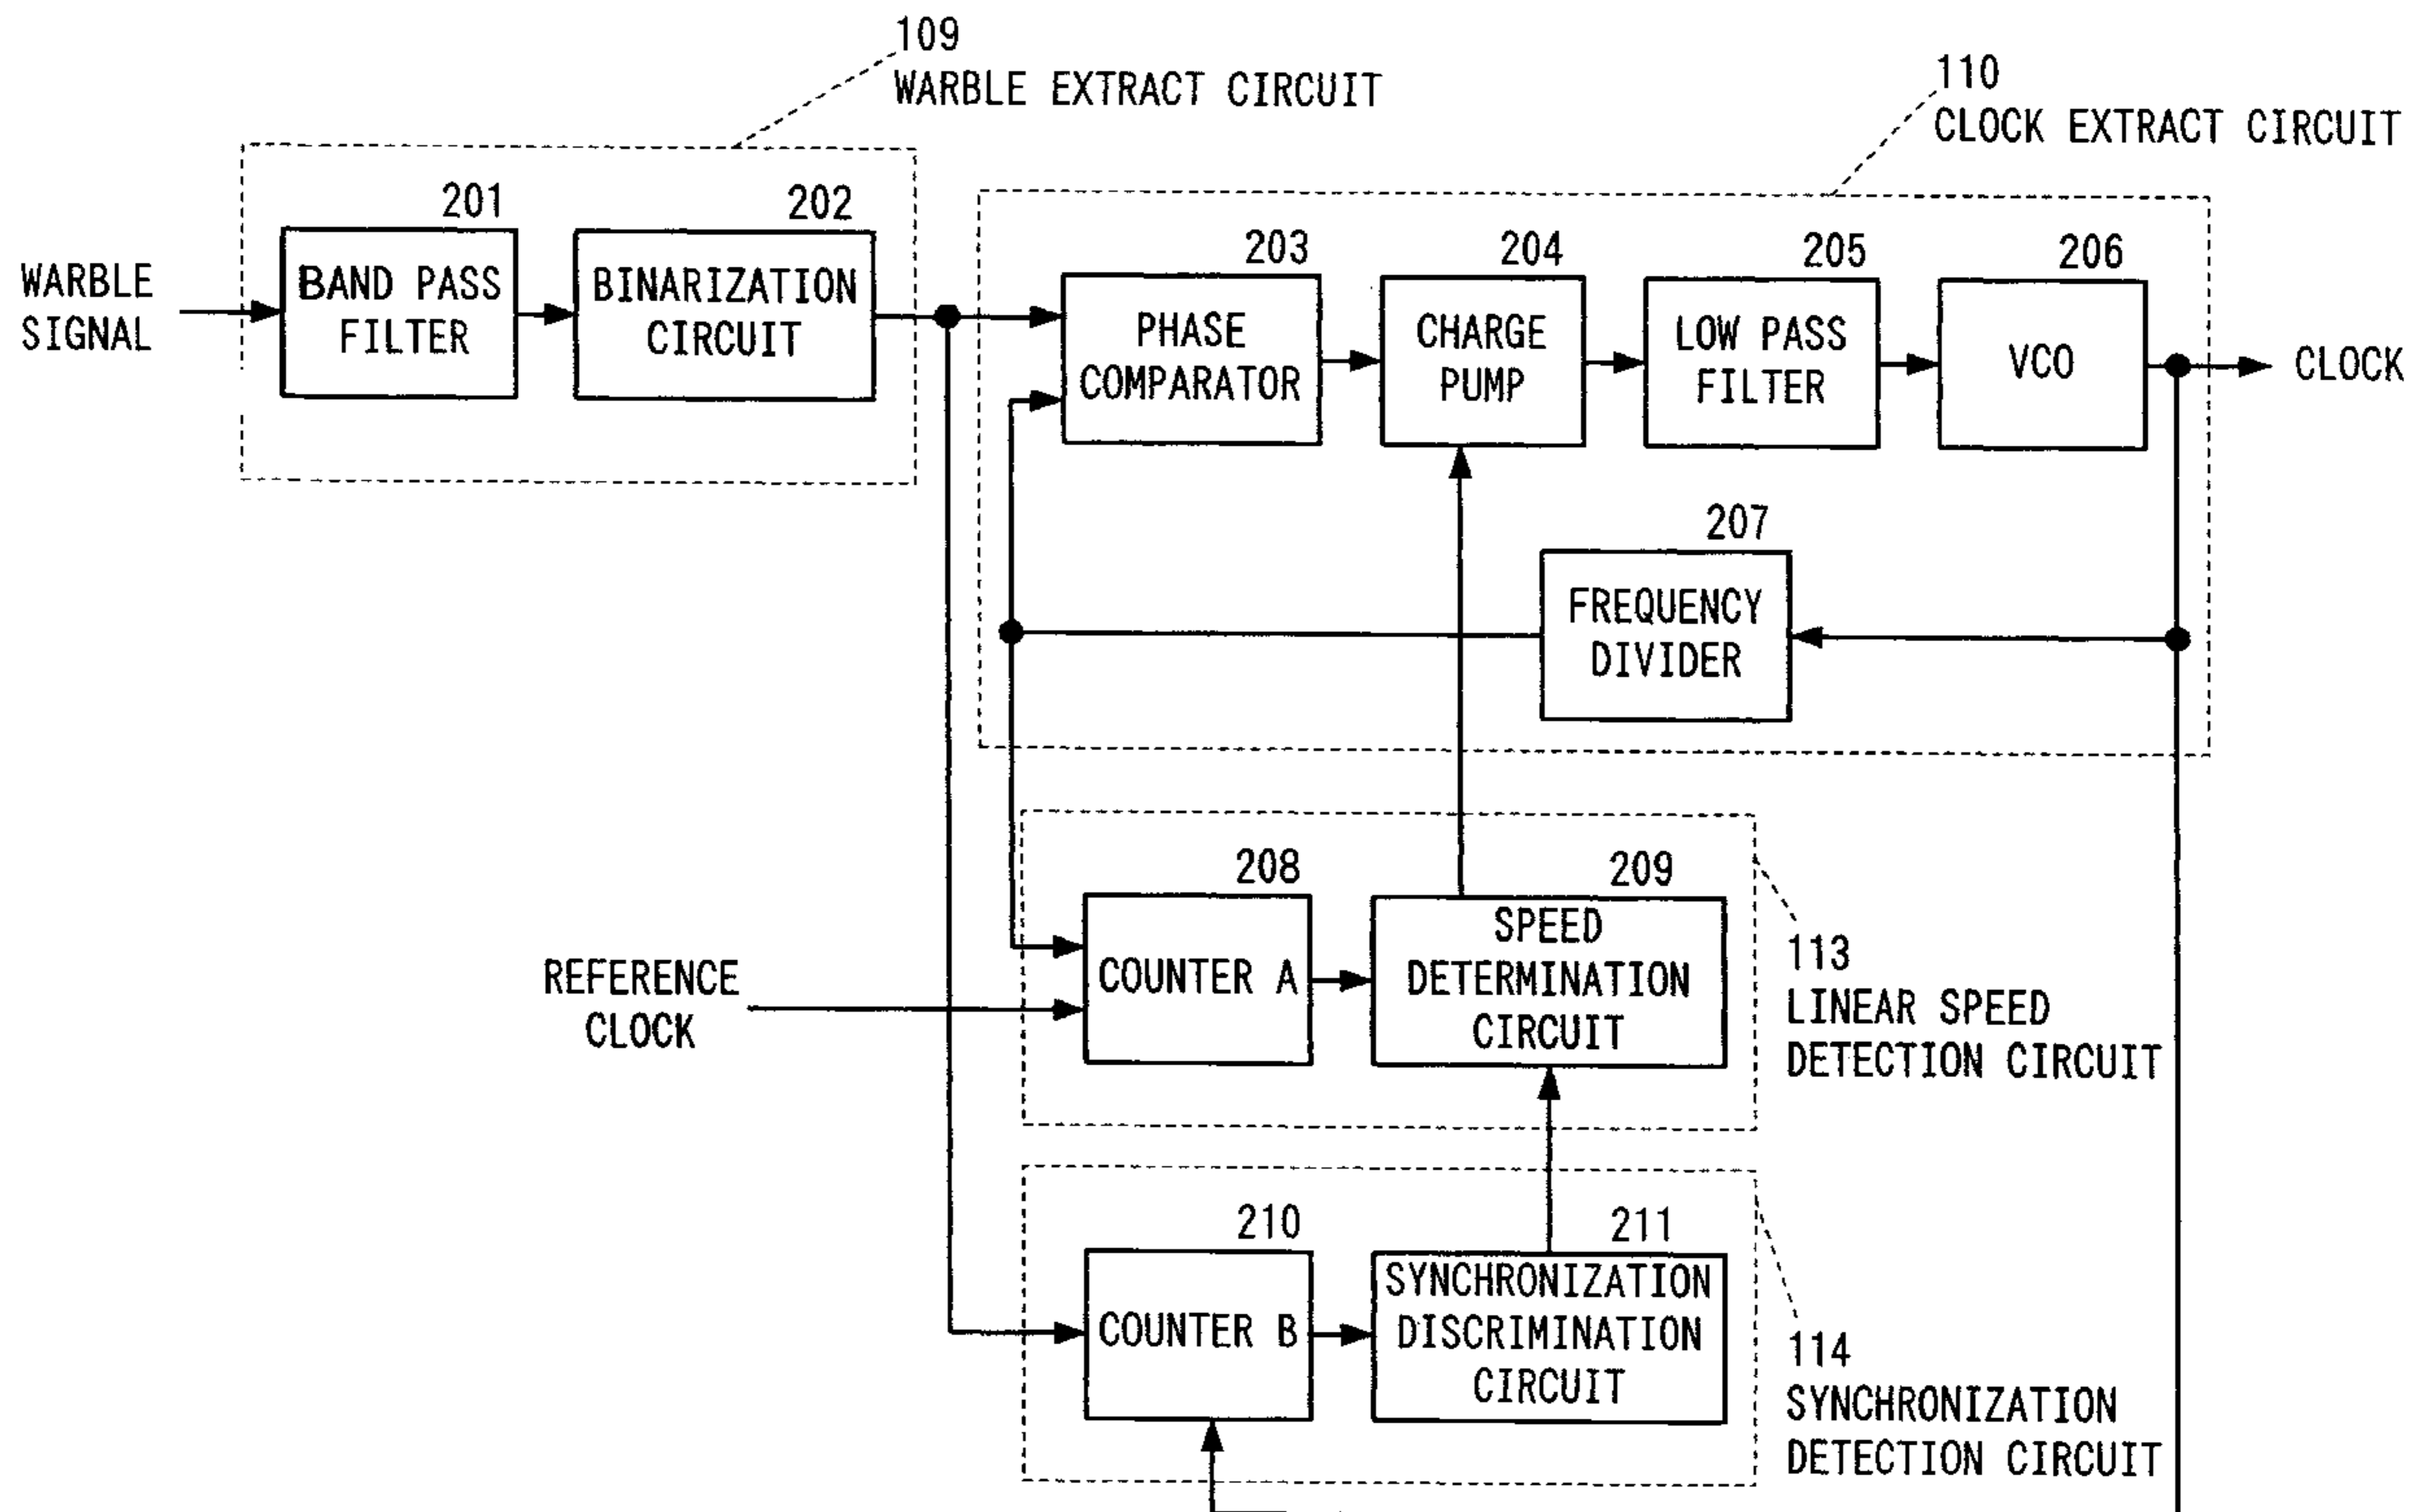 109
WARBLE EXTRACT CIRCUIT
110
CLOCK EXTRACT CIRCUIT
201
202
203
204
205
206
WARBLE
SIGNAL
BAND PASS
FILTER
BINARIZATION
CIRCUIT
PHASE
COMPARATOR
CHARGE
PUMP
LOW PASS
FILTER
VCO
CLOCK
207
FREQUENCY
DIVIDER
208
209
REFERENCE
CLOCK
COUNTER A
SPEED
DETERMINATION
CIRCUIT
113
LINEAR SPEED
DETECTION CIRCUIT
210
211
COUNTER B
SYNCHRONIZATION
DISCRIMINATION
CIRCUIT
114
SYNCHRONIZATION
DETECTION CIRCUIT